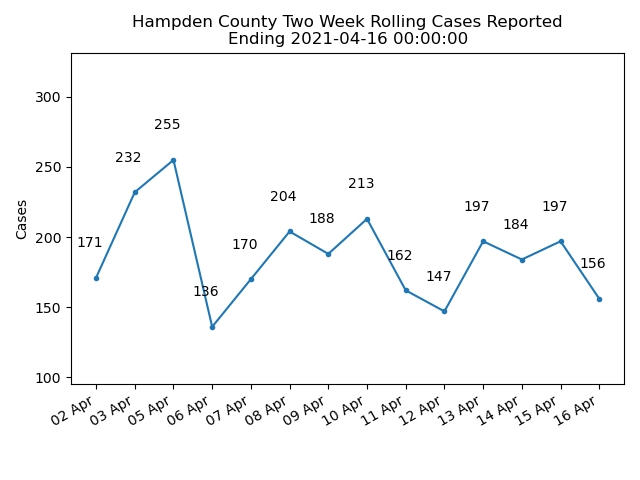 Hampden County Two Week Rolling Cases Reported
Ending 2021-04-16 00:00:00
Cases
300
250
200
150
100
171
232
255
136
170
204
188
213
162
147
197
184
197
156
02 Apr
03 Apr
05 Apr
06 Apr
07 Apr
08 Apr
09 Apr
10 Apr
11 Apr
12 Apr
13 Apr
14 Apr
15 Apr
16 Apr